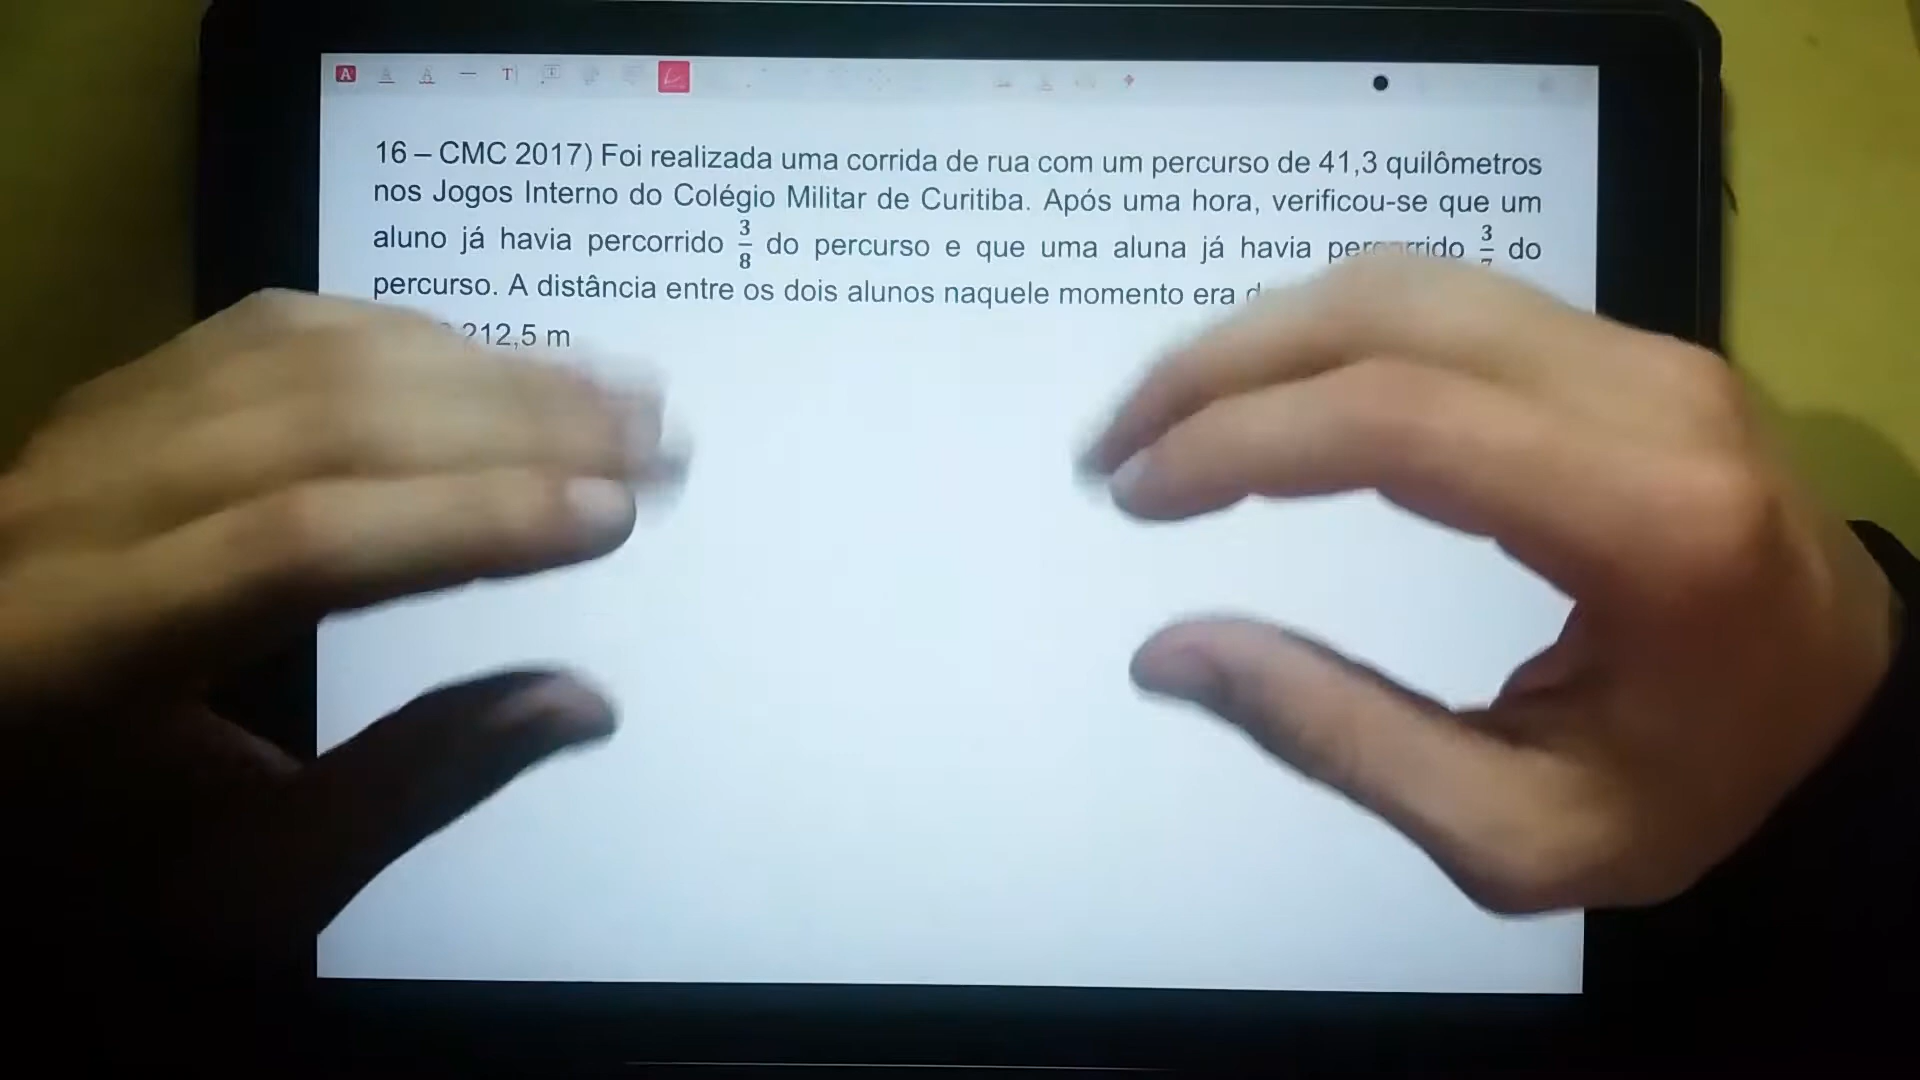 16 – CMC 2017) Foi realizada uma corrida de rua com um percurso de 41,3 quilômetros
nos Jogos Interno do Colégio Militar de Curitiba. Após uma hora, verificou-se que um
aluno já havia percorrido 3/8 do percurso e que uma aluna já havia percorrido 3/7 do
percurso. A distância entre os dois alunos naquele momento era
212,5 m